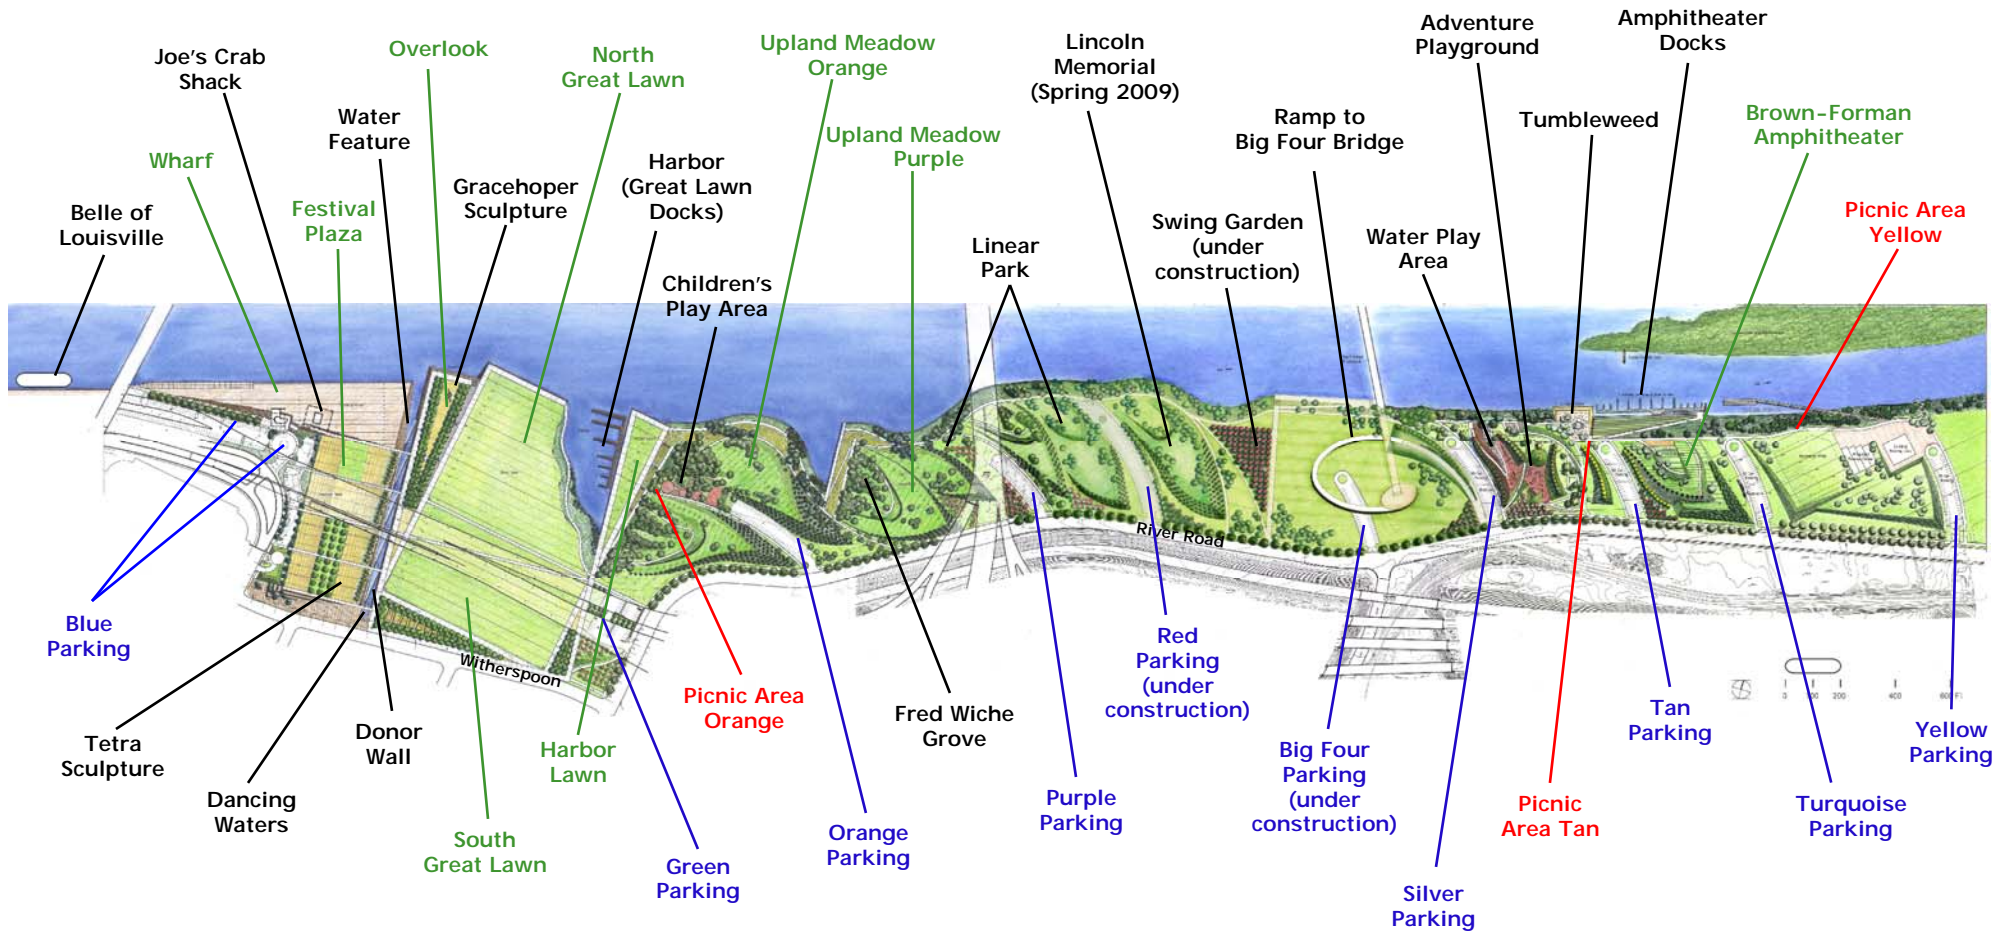 Joe's Crab
Shack
Overlook
North
Great Lawn
Upland Meadow
Orange
Lincoln
Memorial
(Spring 2009)
Adventure
Playground
Amphitheater
Docks
Wharf
Water
Feature
Upland Meadow
Purple
Ramp to
Big Four Bridge
Tumbleweed
Brown-Forman
Amphitheater
Belle of
Louisville
Festival
Plaza
Gracehoper
Sculpture
Harbor
(Great Lawn
Docks)
Linear
Park
Swing Garden
(under
construction)
Water Play
Area
Picnic Area
Yellow
Children's
Play Area
River Road
Witherspoon
0
200
400
Blue
Parking
Tetra
Sculpture
Dancing
Waters
Donor
Wall
South
Great Lawn
Harbor
Lawn
Green
Parking
Picnic Area
Orange
Orange
Parking
Fred Wiche
Grove
Purple
Parking
Red
Parking
(under
construction)
Big Four
Parking
(under
construction)
Silver
Parking
Picnic
Area Tan
Tan
Parking
Turquoise
Parking
Yellow
Parking